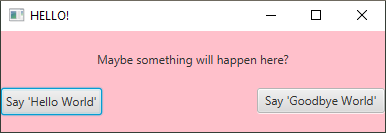 HELLO!
Maybe something will happen here?
Say 'Hello World'
Say 'Goodbye World'